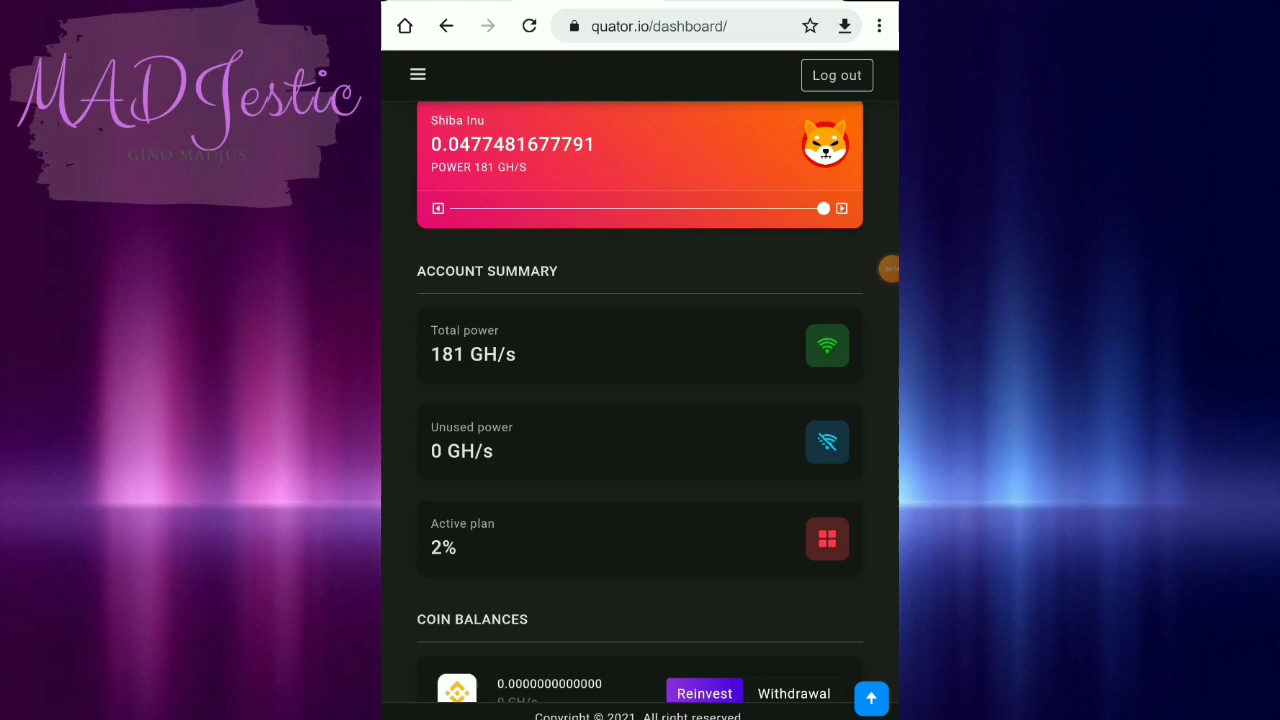 MADJestic
GINO MADJUS
quator.io/dashboard/
Log out
Shiba Inu
0.0477481677791
POWER 181 GH/S
ACCOUNT SUMMARY
Total power
181 GH/s
Unused power
0 GH/s
Active plan
2%
COIN BALANCES
0.0000000000000
0 GH/s
Reinvest
Withdrawal
Copyright © 2021. All right reserved